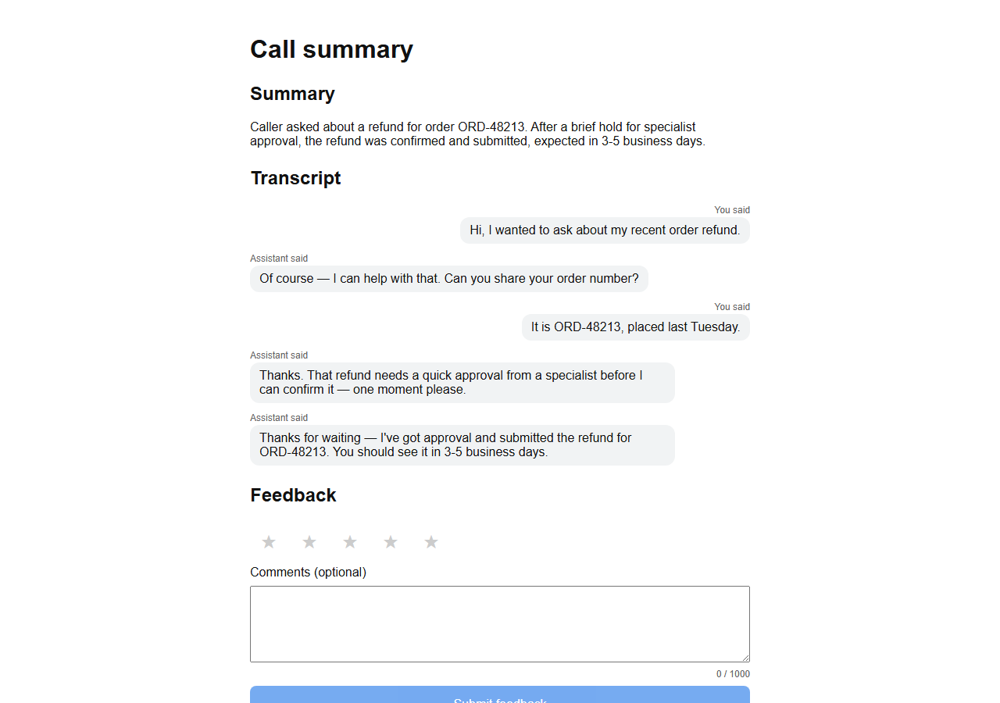 Call summary
Summary
Caller asked about a refund for order ORD-48213. After a brief hold for specialist
approval, the refund was confirmed and submitted, expected in 3-5 business days.
Transcript
You said
Hi, I wanted to ask about my recent order refund.
Assistant said
Of course — I can help with that. Can you share your order number?
You said
It is ORD-48213, placed last Tuesday.
Assistant said
Thanks. That refund needs a quick approval from a specialist before I
can confirm it — one moment please.
Assistant said
Thanks for waiting — I've got approval and submitted the refund for
ORD-48213. You should see it in 3-5 business days.
Feedback
★ ★ ★ ★ ★
Comments (optional)
0 / 1000
Submit feedback